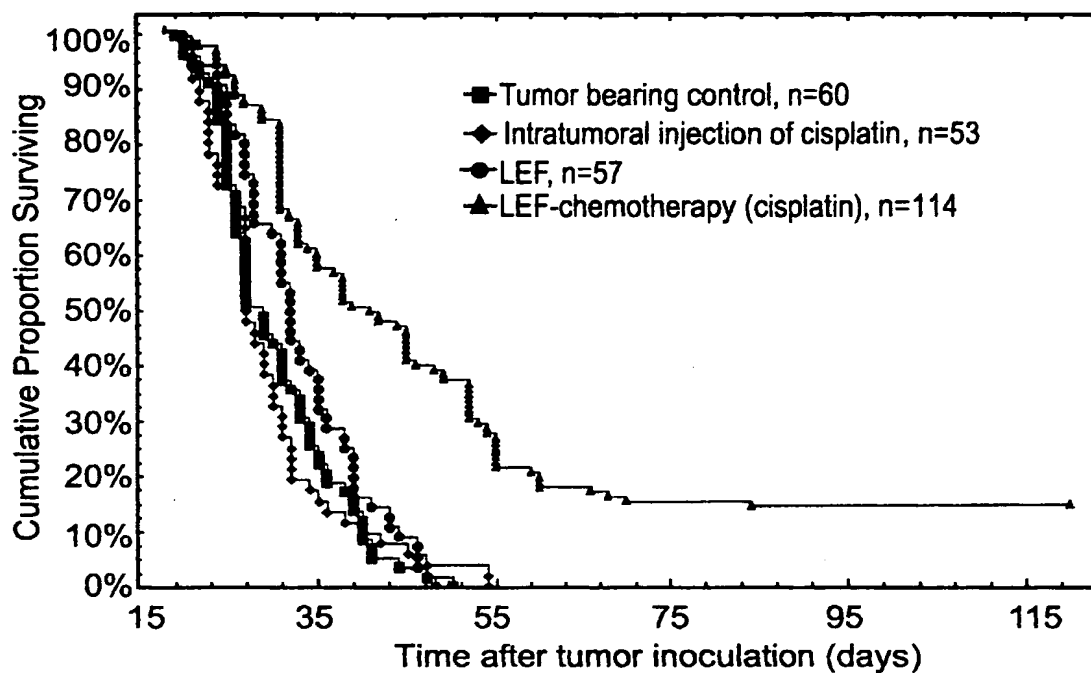 100%
90%
80%
70%
60%
50%
40%
30%
20%
10%
0%
Cumulative Proportion Surviving
Tumor bearing control, n=60
Intratumoral injection of cisplatin, n=53
LEF, n=57
LEF-chemotherapy (cisplatin), n=114
15 35 55 75 95 115
Time after tumor inoculation (days)